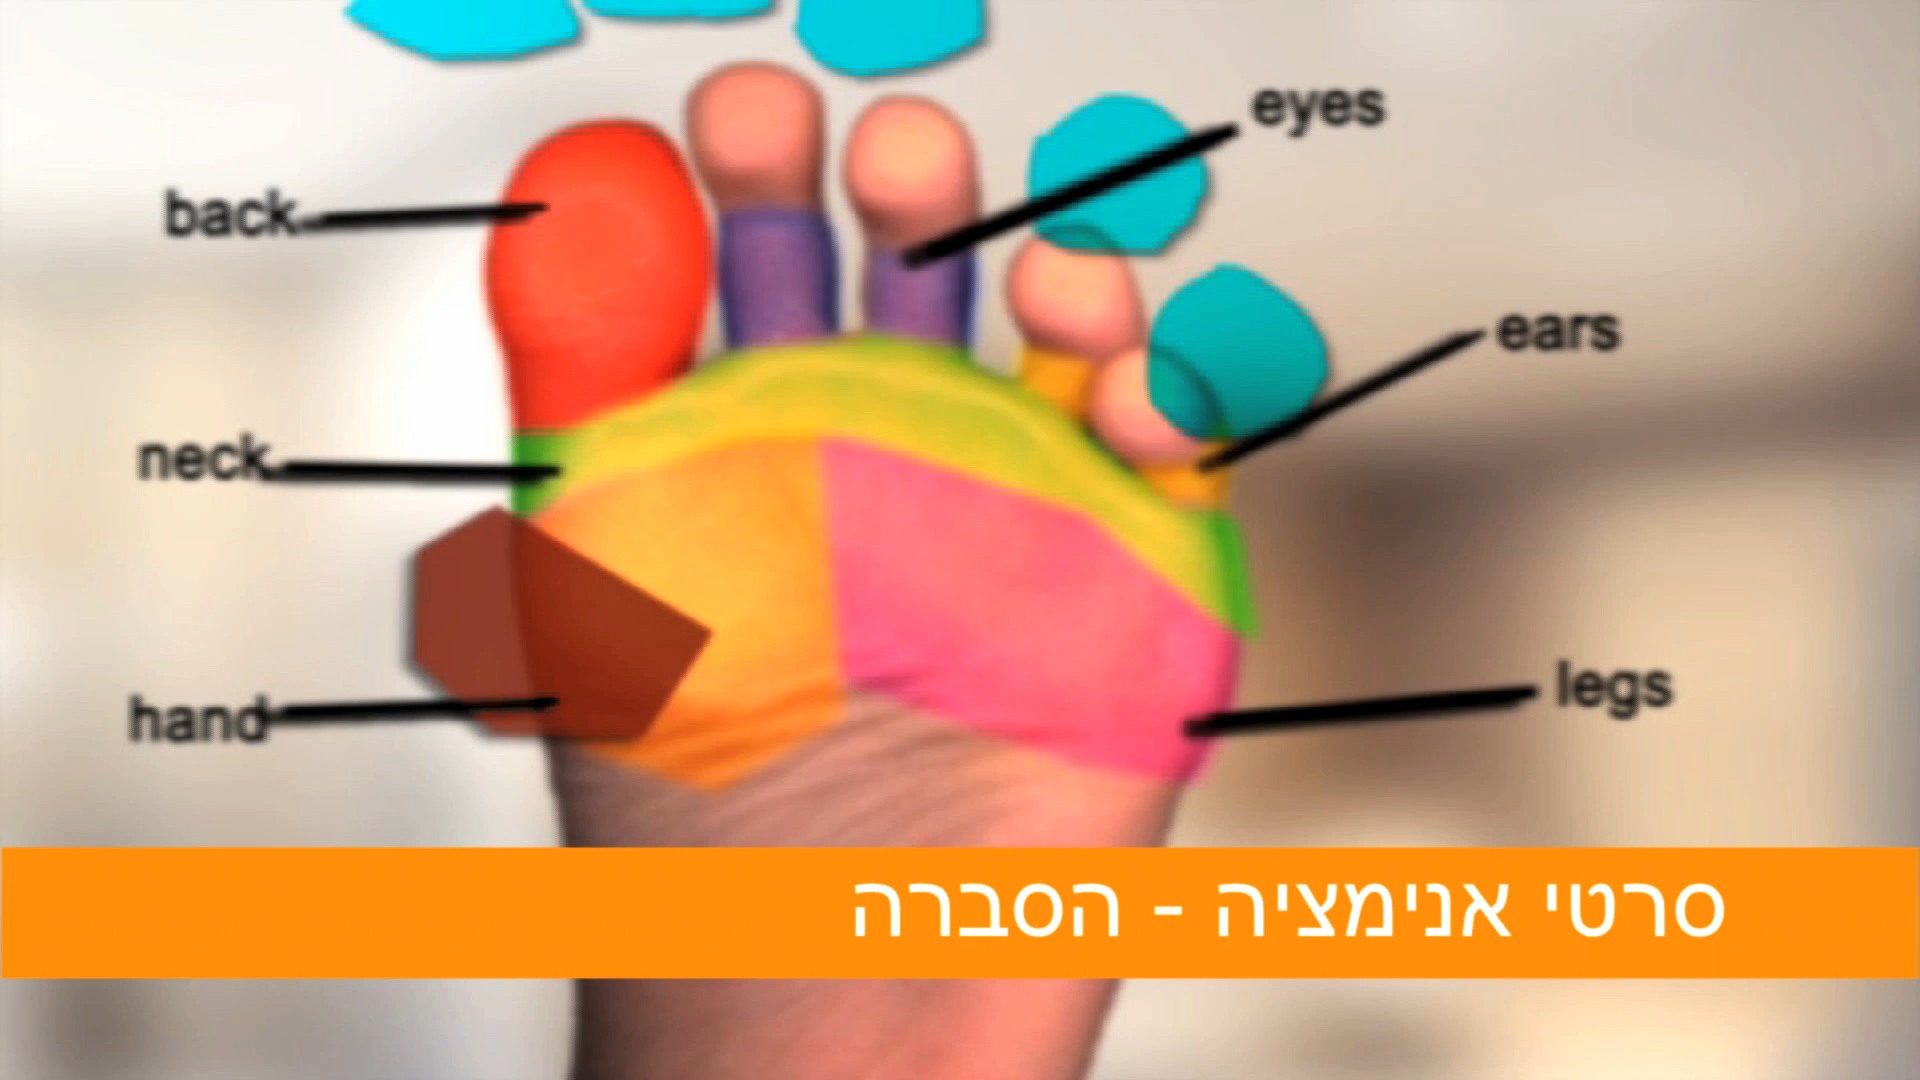 eyes
back
ears
neck
legs
hand
סרטי אנימציה - הסברה